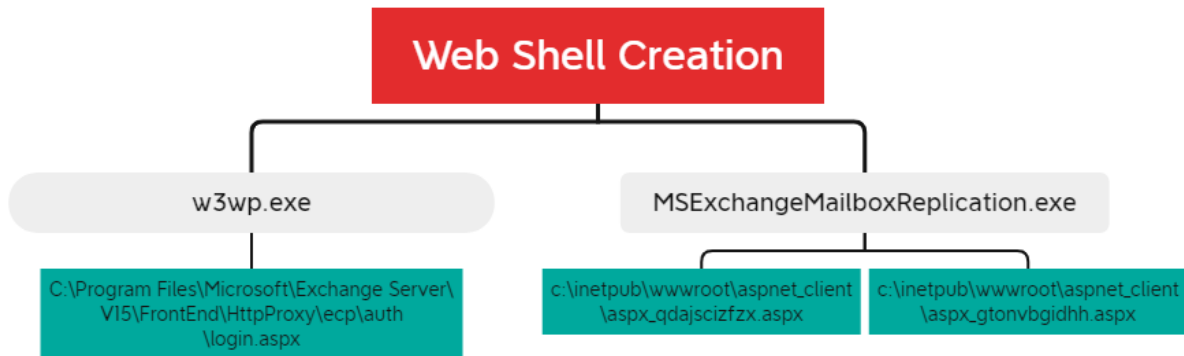 Web Shell Creation
w3wp.exe
MSExchangeMailboxReplication.exe
C:\Program Files\Microsoft\Exchange Server\
V15\FrontEnd\HttpProxy\ecp\auth
\login.aspx
c:\inetpub\wwwroot\aspnet_client
\aspx_qdajscizfzx.aspx
c:\inetpub\wwwroot\aspnet_client
\aspx_gtonvbgidhh.aspx